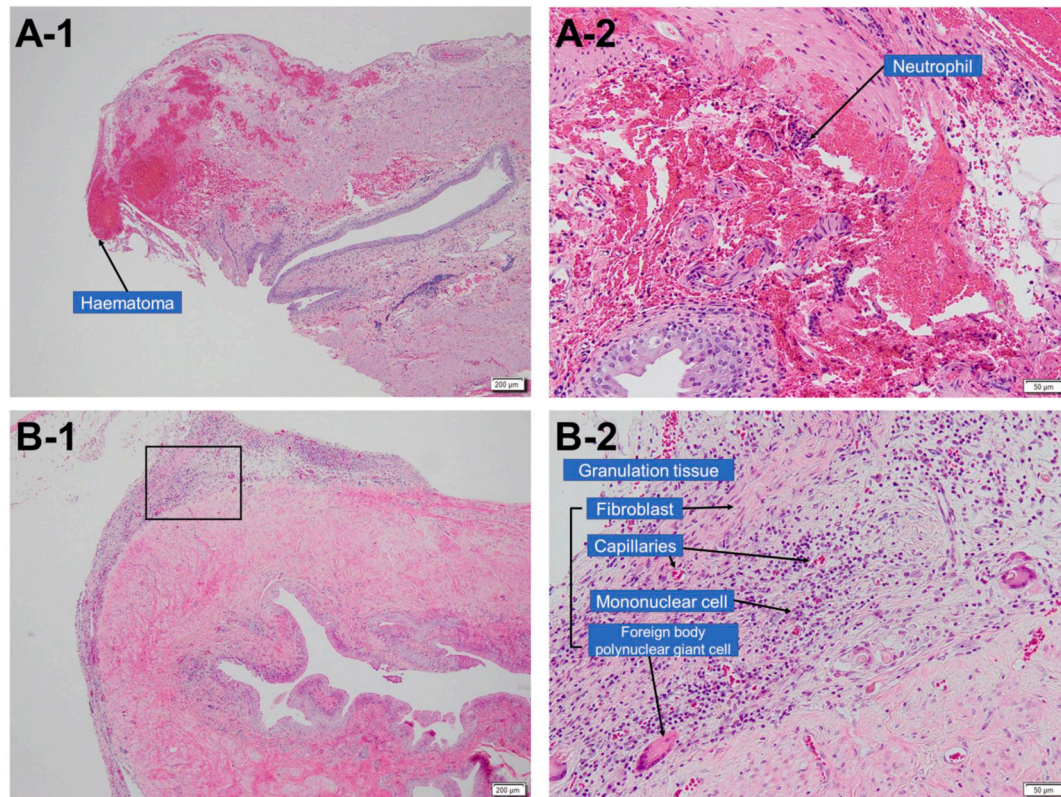 A-1
Haematoma
200 µm
A-2
Neutrophil
50 µm
B-1
200 µm
B-2
Granulation tissue
Fibroblast
Capillaries
Mononuclear cell
Foreign body
polynuclear giant cell
50 µm